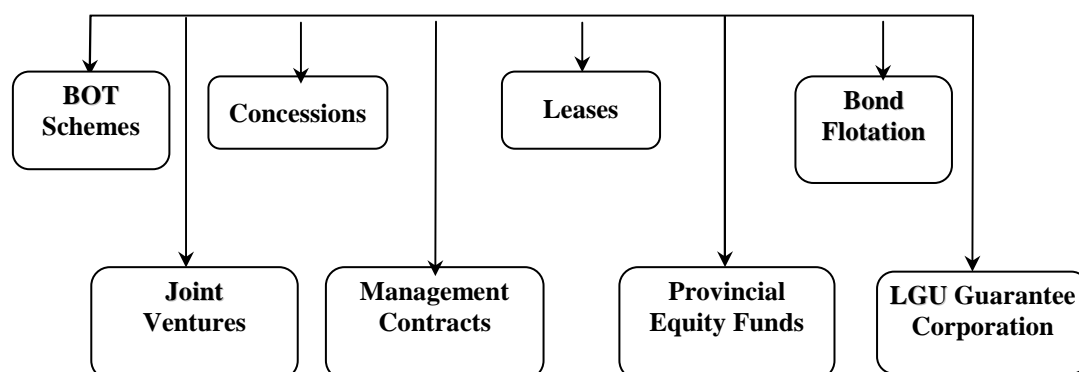 BOT
Schemes
Concessions
Leases
Bond
Flotation
Joint
Ventures
Management
Contracts
Provincial
Equity Funds
LGU Guarantee
Corporation